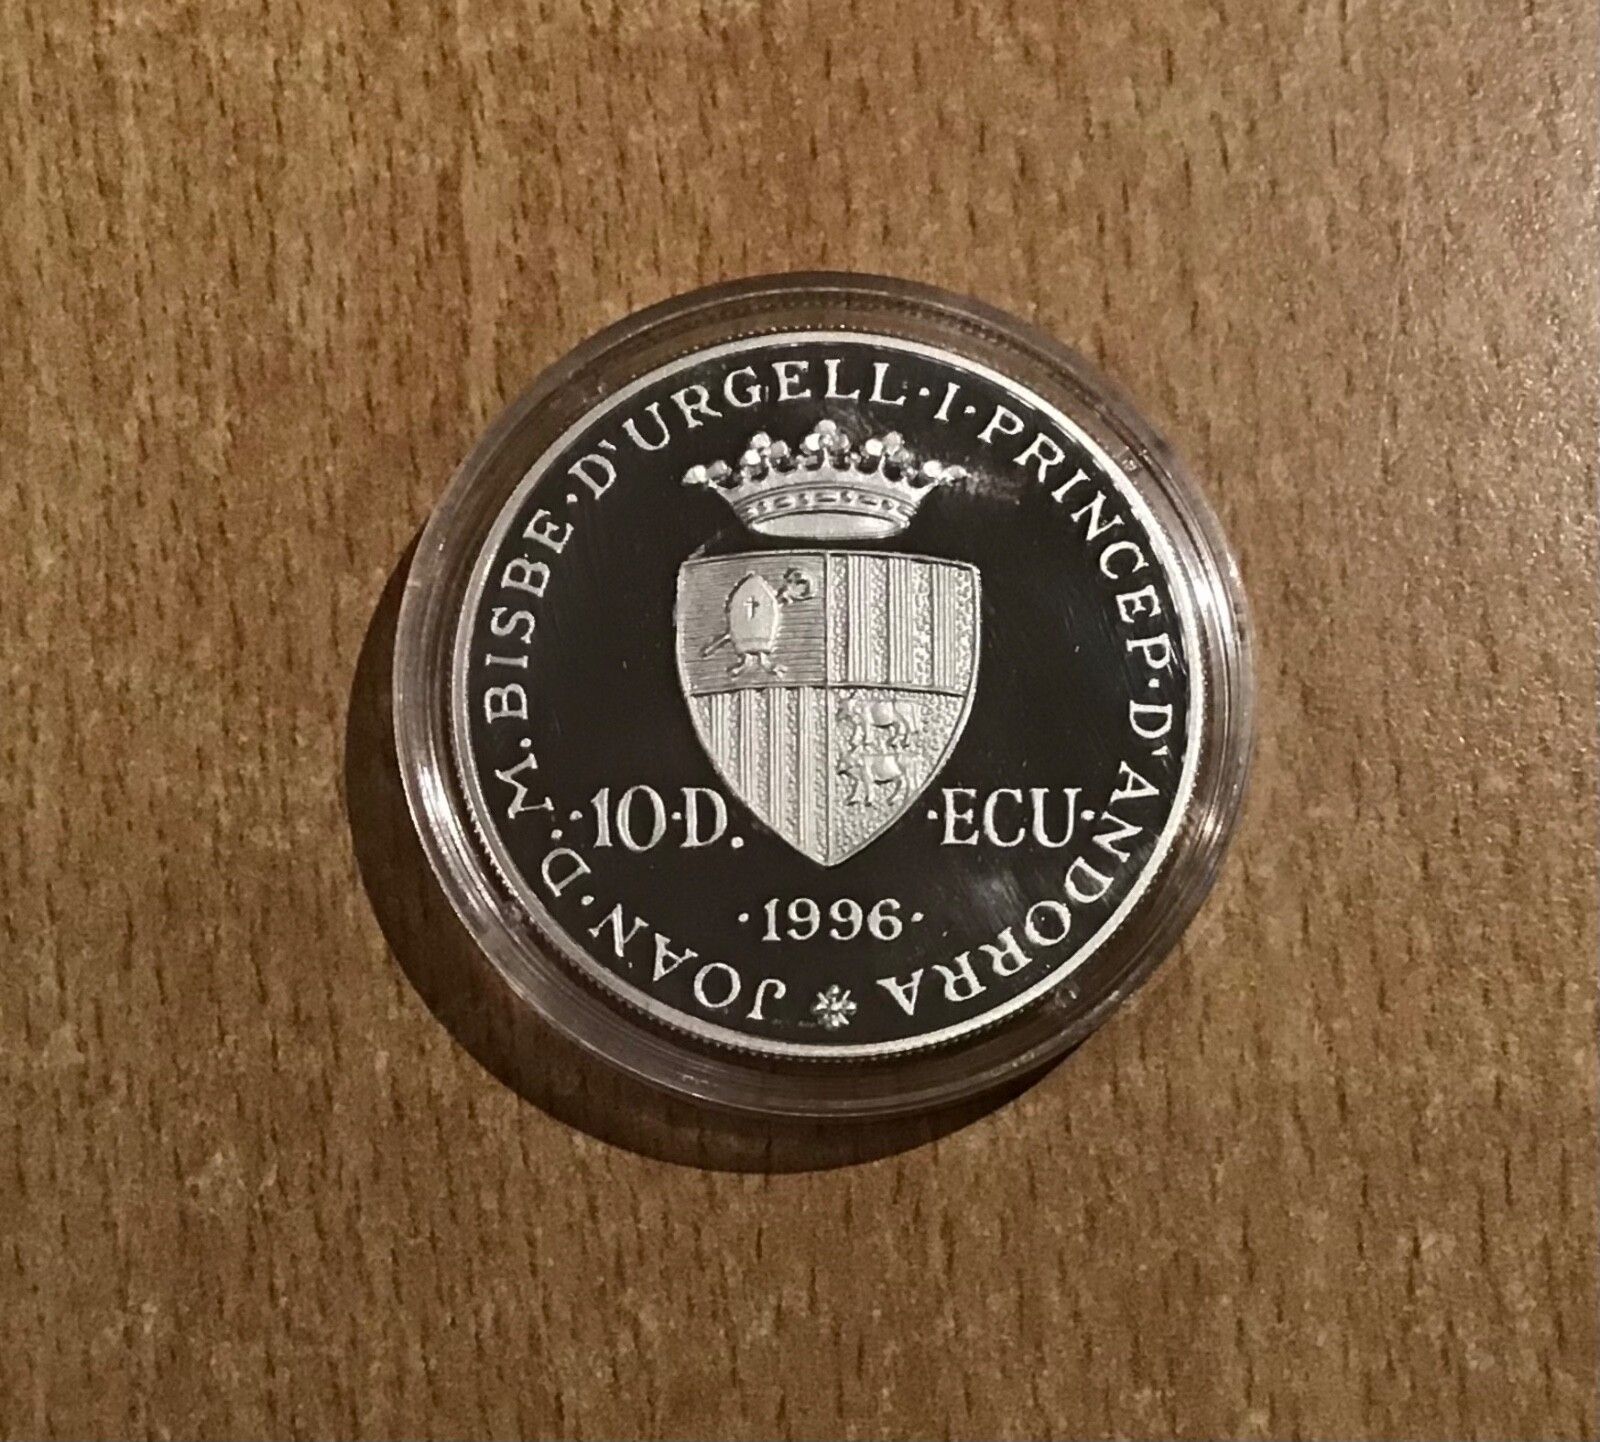 JOAN·D.M.BISBE·D'URGELL·I·PRINCEP·D'ANDORRA
·10·D. ·ECU·
·1996·